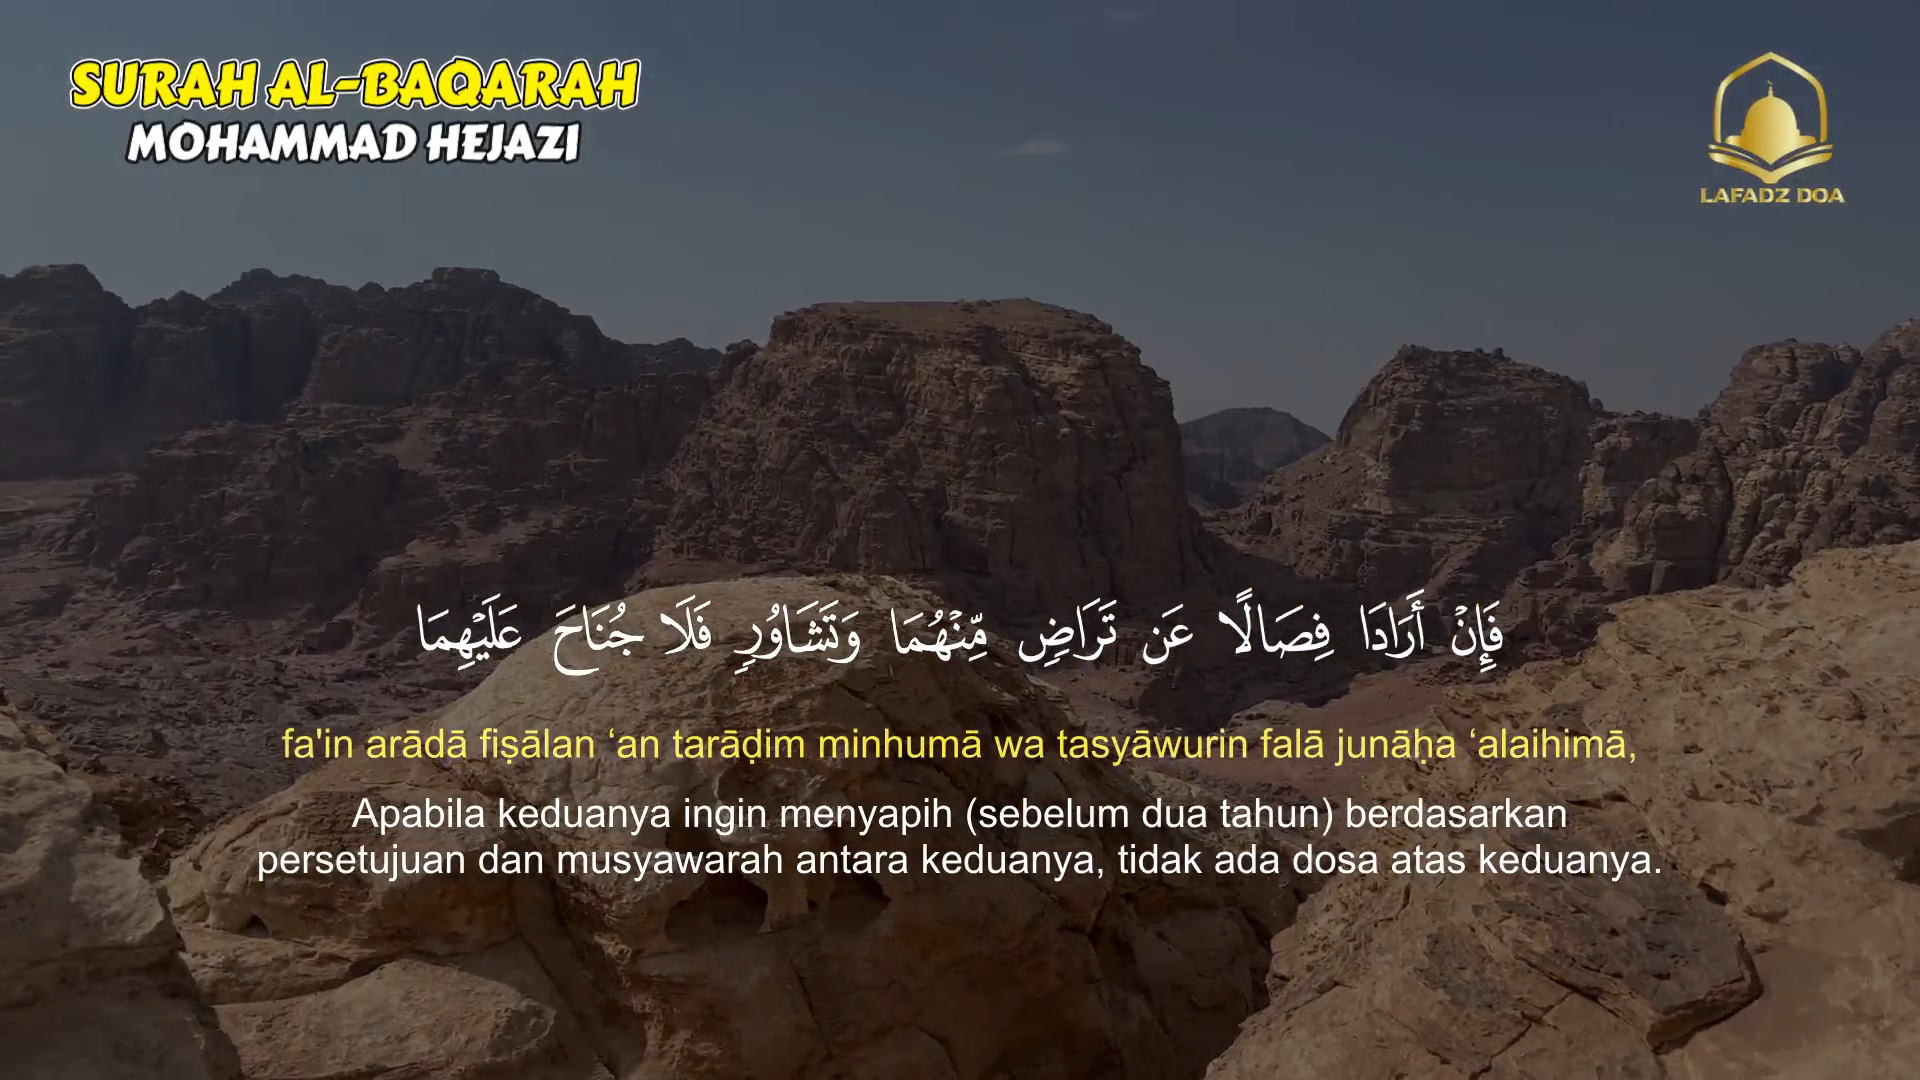 SURAH AL-BAQARAH
MOHAMMAD HEJAZI
LAFADZ DOA
فَإِنْ أَرَادَا فِصَالًا عَن تَرَاضٍ مِّنْهُمَا وَتَشَاوُرٍ فَلَا جُنَاحَ عَلَيْهِمَا
fa'in arādā fiṣālan ‘an tarāḍim minhumā wa tasyāwurin falā junāḥa ‘alaihimā,
Apabila keduanya ingin menyapih (sebelum dua tahun) berdasarkan
persetujuan dan musyawarah antara keduanya, tidak ada dosa atas keduanya.